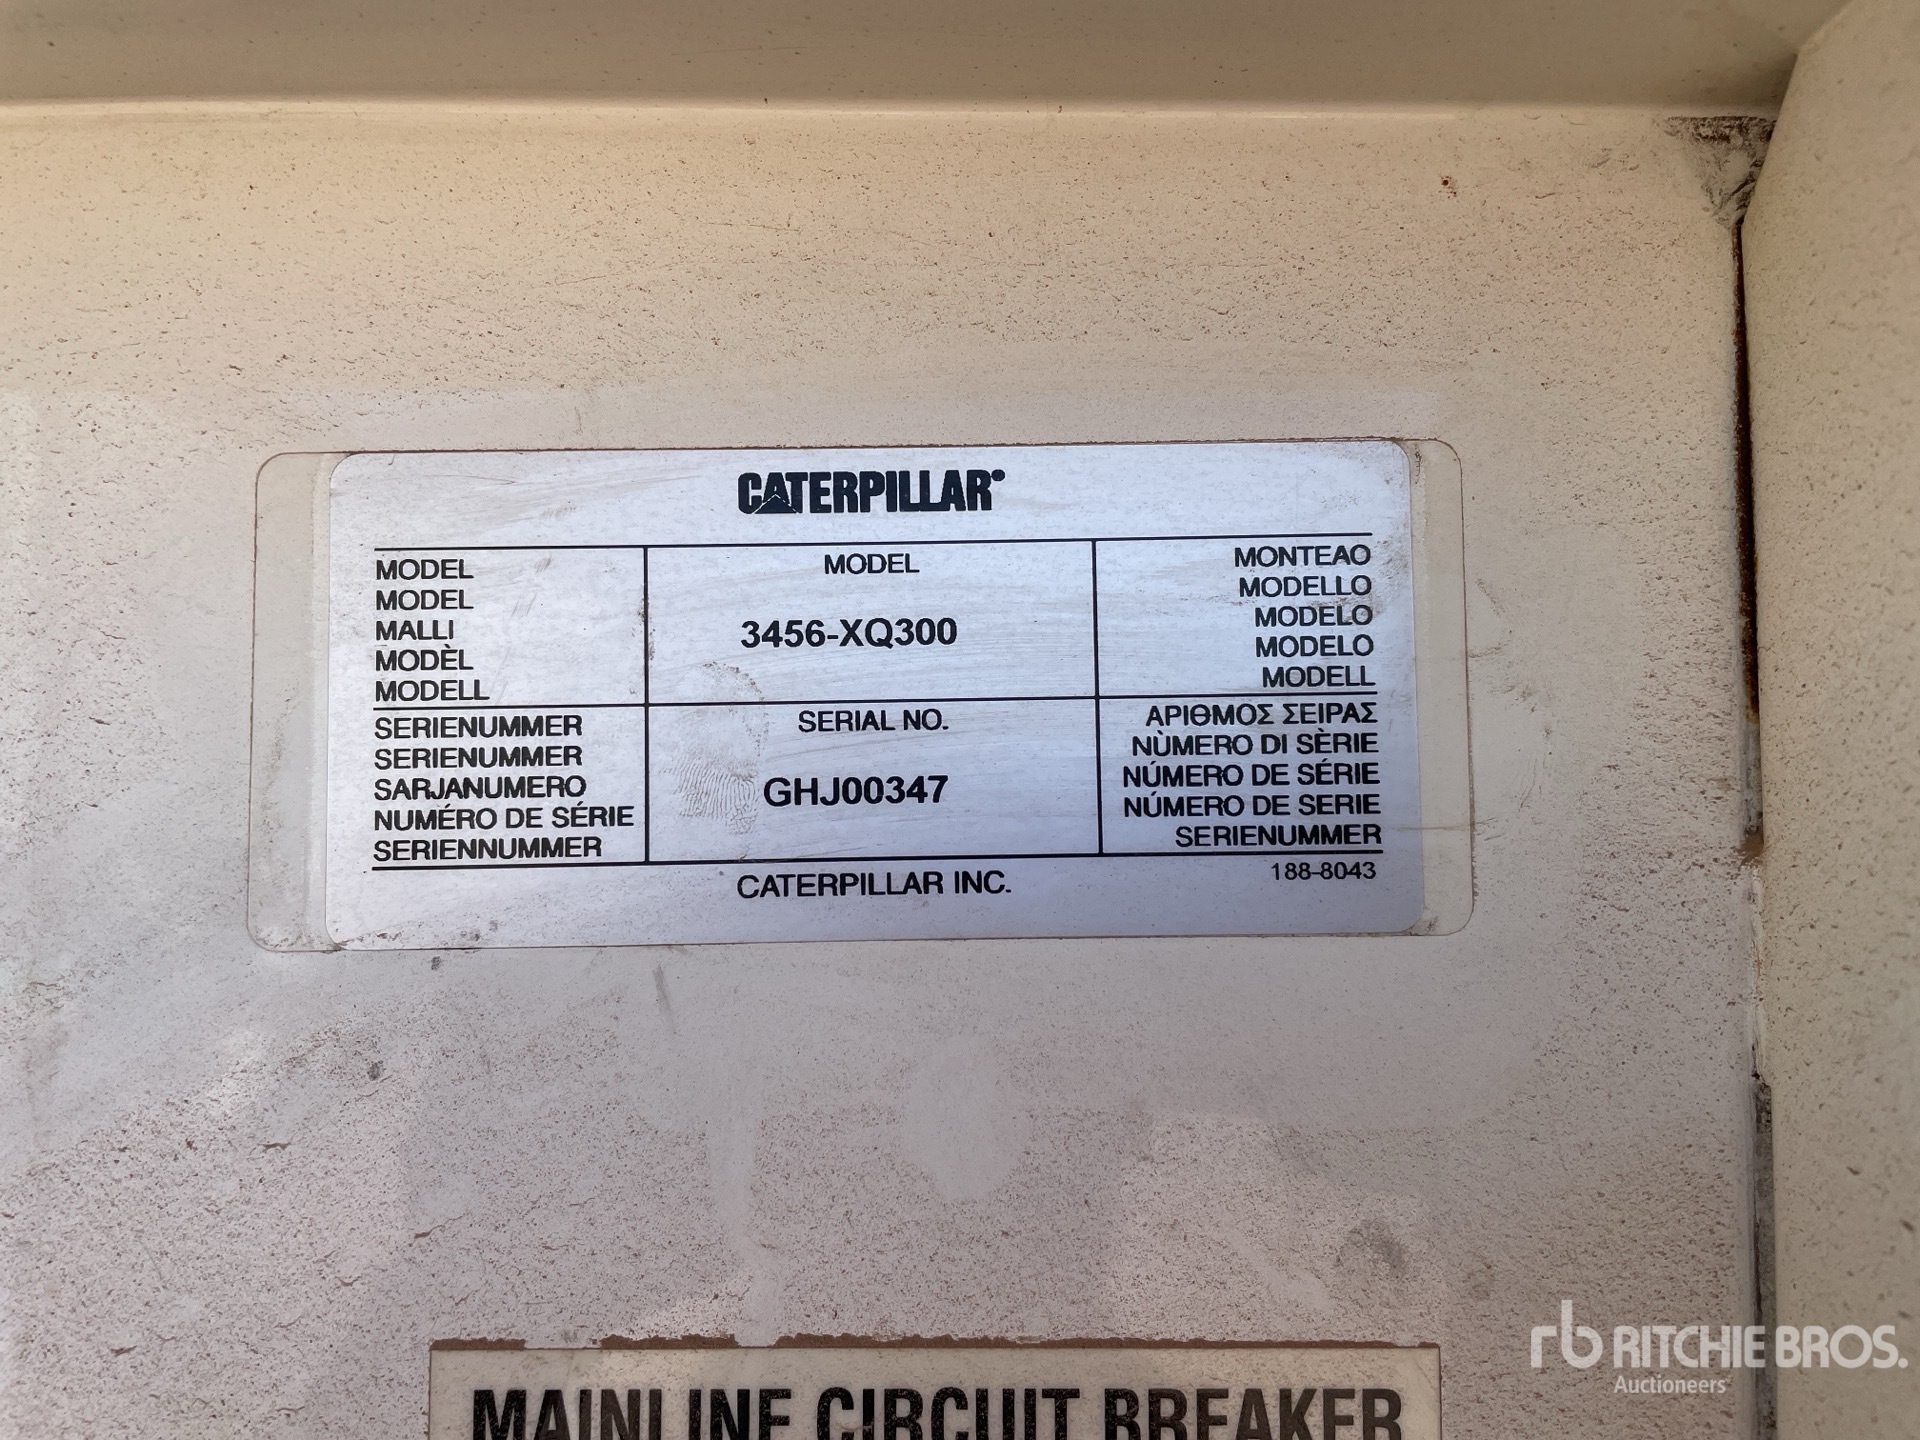 CATERPILLAR®
MODEL
MODEL
MALLI
MODÈL
MODELL
MODEL
3456-XQ300
ΜΟΝΤΕΛΟ
MODELLO
MODELO
MODELO
MODELL
SERIENUMMER
SERIENUMMER
SARJANUMERO
NUMÉRO DE SÉRIE
SERIENNUMMER
SERIAL NO.
GHJ00347
ΑΡΙΘΜΟΣ ΣΕΙΡΑΣ
NÙMERO DI SÈRIE
NÚMERO DE SÉRIE
NÚMERO DE SERIE
SERIENUMMER
CATERPILLAR INC.
188-8043
MAINLINE CIRCUIT BREAKER
rb RITCHIE BROS.
Auctioneers